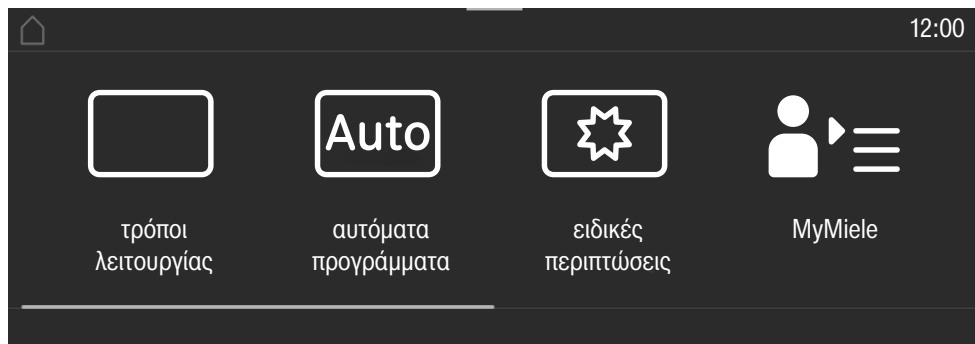 12:00
Auto
τρόποι
λειτουργίας
αυτόματα
προγράμματα
ειδικές
περιπτώσεις
MyMiele